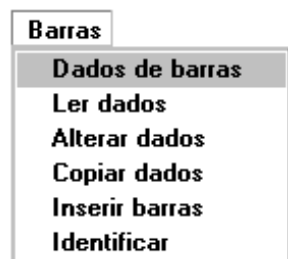 Barras
Dados de barras
Ler dados
Alterar dados
Copiar dados
Inserir barras
Identificar